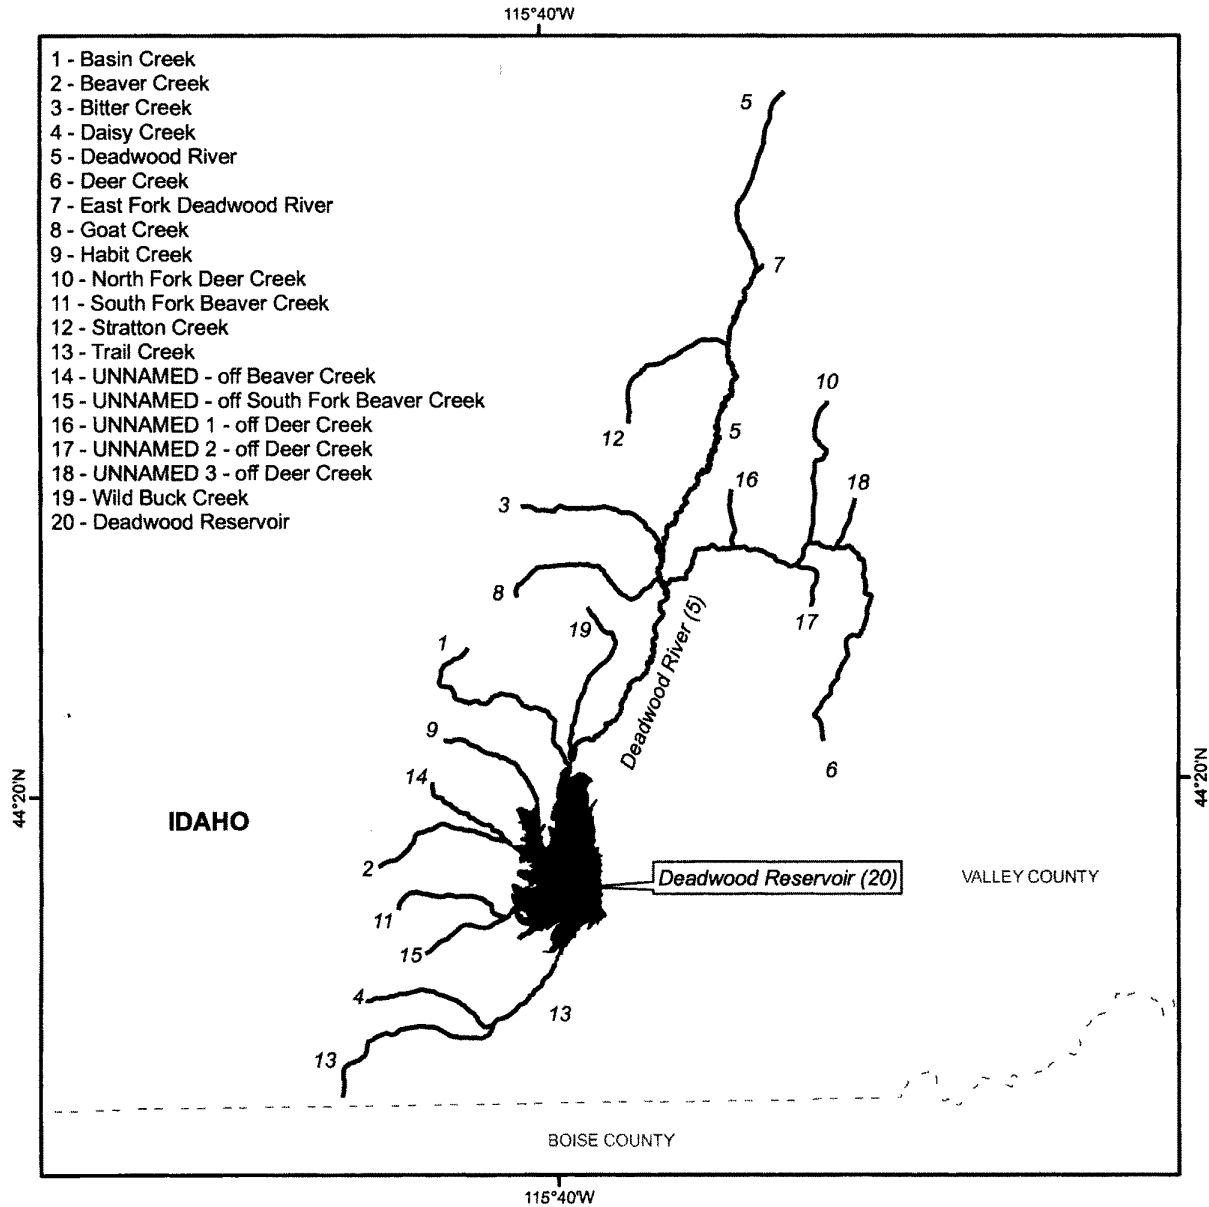 115°40'W
1 - Basin Creek
2 - Beaver Creek
3 - Bitter Creek
4 - Daisy Creek
5 - Deadwood River
6 - Deer Creek
7 - East Fork Deadwood River
8 - Goat Creek
9 - Habit Creek
10 - North Fork Deer Creek
11 - South Fork Beaver Creek
12 - Stratton Creek
13 - Trail Creek
14 - UNNAMED - off Beaver Creek
15 - UNNAMED - off South Fork Beaver Creek
16 - UNNAMED 1 - off Deer Creek
17 - UNNAMED 2 - off Deer Creek
18 - UNNAMED 3 - off Deer Creek
19 - Wild Buck Creek
20 - Deadwood Reservoir
5
7
10
12
5
16
18
3
8
19
17
1
Deadwood River (5)
9
6
14
44°20'N
44°20'N
IDAHO
2
Deadwood Reservoir (20)
VALLEY COUNTY
11
15
4
13
13
BOISE COUNTY
115°40'W